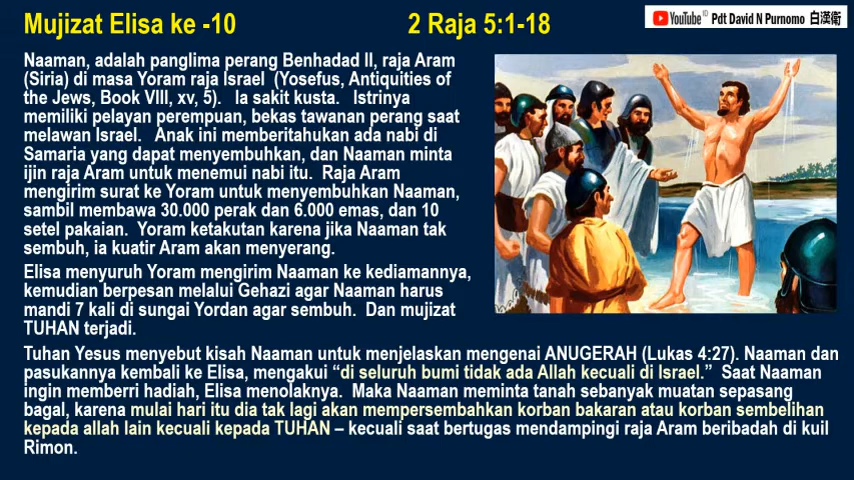 Mujizat Elisa ke -10
2 Raja 5:1-18
YouTube ID Pdt David N Purnomo 白漢衛
Naaman, adalah panglima perang Benhadad II, raja Aram
(Siria) di masa Yoram raja Israel (Yosefus, Antiquities of
the Jews, Book VIII, xv, 5). Ia sakit kusta. Istrinya
memiliki pelayan perempuan, bekas tawanan perang saat
melawan Israel. Anak ini memberitahukan ada nabi di
Samaria yang dapat menyembuhkan, dan Naaman minta
ijin raja Aram untuk menemui nabi itu. Raja Aram
mengirim surat ke Yoram untuk menyembuhkan Naaman,
sambil membawa 30.000 perak dan 6.000 emas, dan 10
setel pakaian. Yoram ketakutan karena jika Naaman tak
sembuh, ia kuatir Aram akan menyerang.
Elisa menyuruh Yoram mengirim Naaman ke kediamannya,
kemudian berpesan melalui Gehazi agar Naaman harus
mandi 7 kali di sungai Yordan agar sembuh. Dan mujizat
TUHAN terjadi.
Tuhan Yesus menyebut kisah Naaman untuk menjelaskan mengenai ANUGERAH (Lukas 4:27). Naaman dan
pasukannya kembali ke Elisa, mengakui “di seluruh bumi tidak ada Allah kecuali di Israel.” Saat Naaman
ingin memberri hadiah, Elisa menolaknya. Maka Naaman meminta tanah sebanyak muatan sepasang
bagal, karena mulai hari itu dia tak lagi akan mempersembahkan korban bakaran atau korban sembelihan
kepada allah lain kecuali kepada TUHAN – kecuali saat bertugas mendampingi raja Aram beribadah di kuil
Rimon.